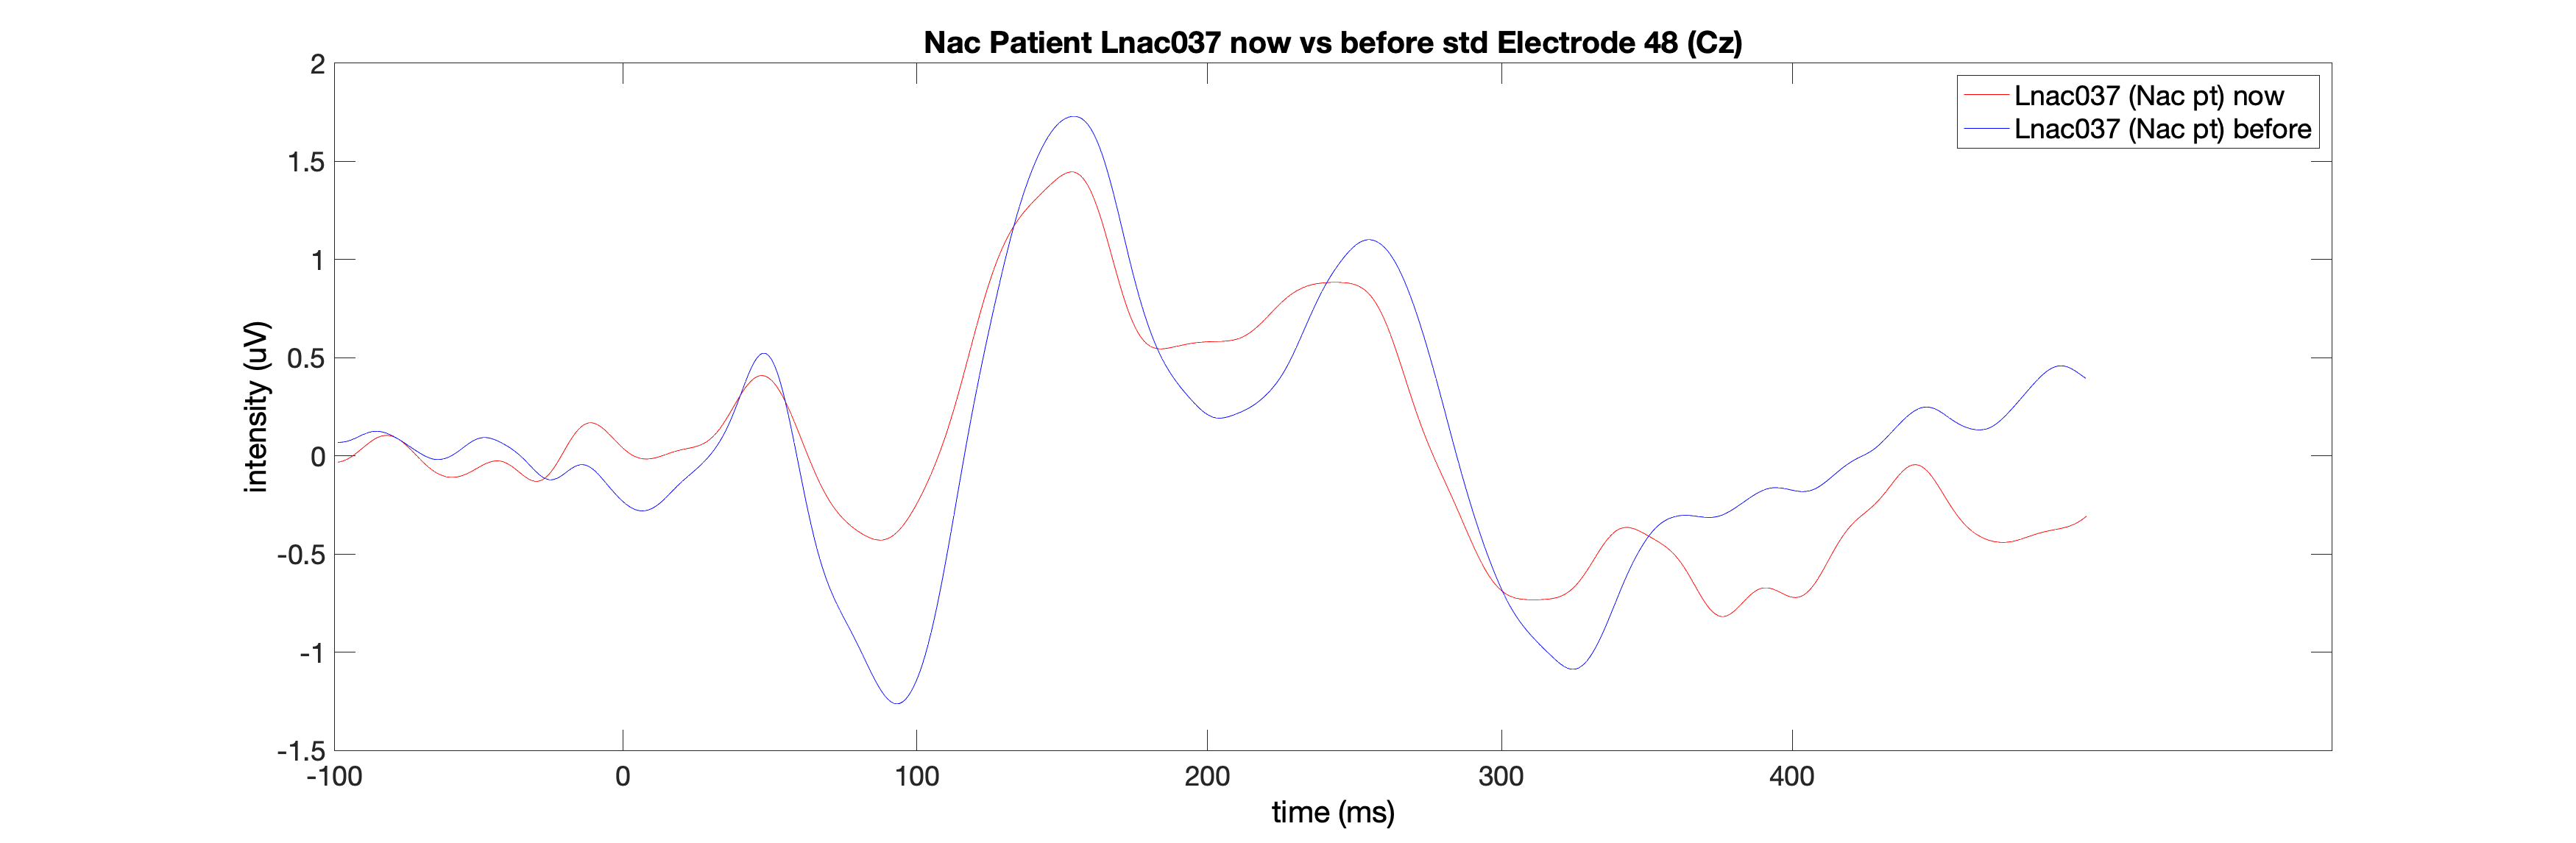 Nac Patient Lnac037 now vs before std Electrode 48 (Cz)
Lnac037 (Nac pt) now
Lnac037 (Nac pt) before
intensity (uV)
2
1.5
1
0.5
0
-0.5
-1
-1.5
-100
0
100
200
300
400
time (ms)